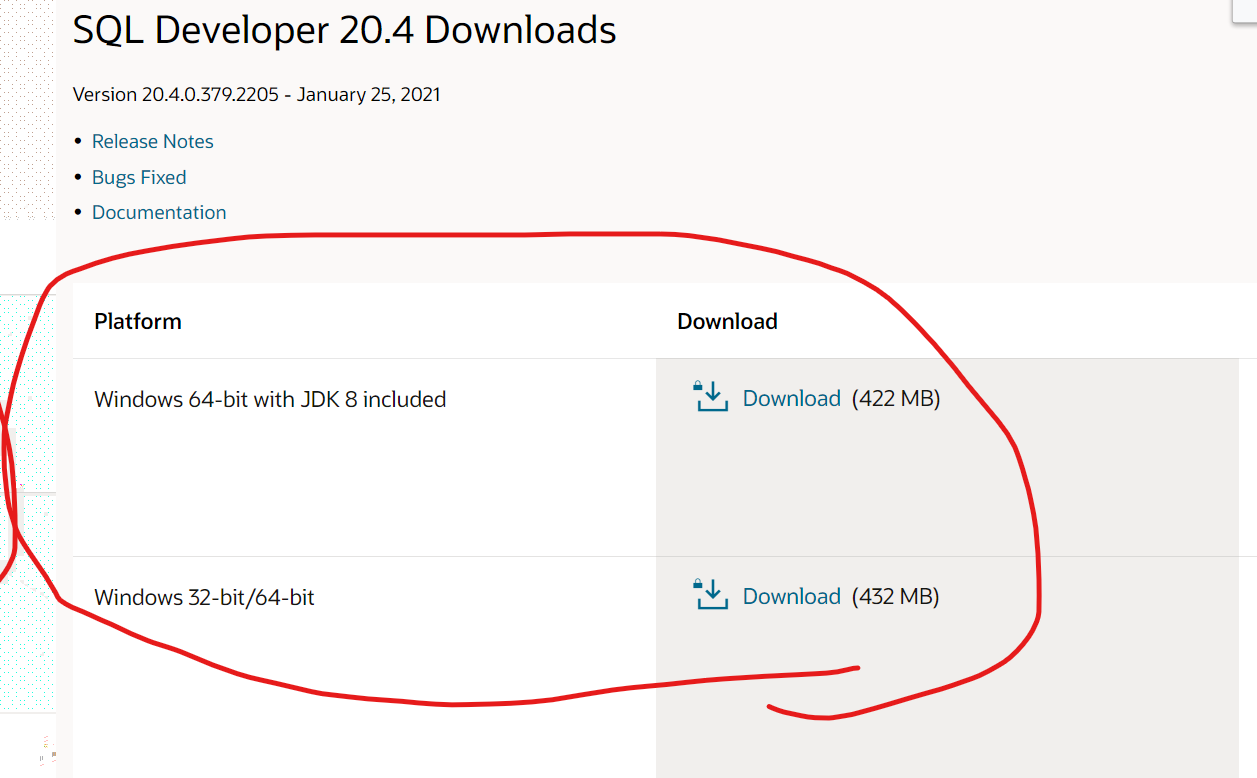 SQL Developer 20.4 Downloads
Version 20.4.0.379.2205 - January 25, 2021
• Release Notes
• Bugs Fixed
• Documentation
Platform Download
Windows 64-bit with JDK 8 included Download (422 MB)
Windows 32-bit/64-bit Download (432 MB)